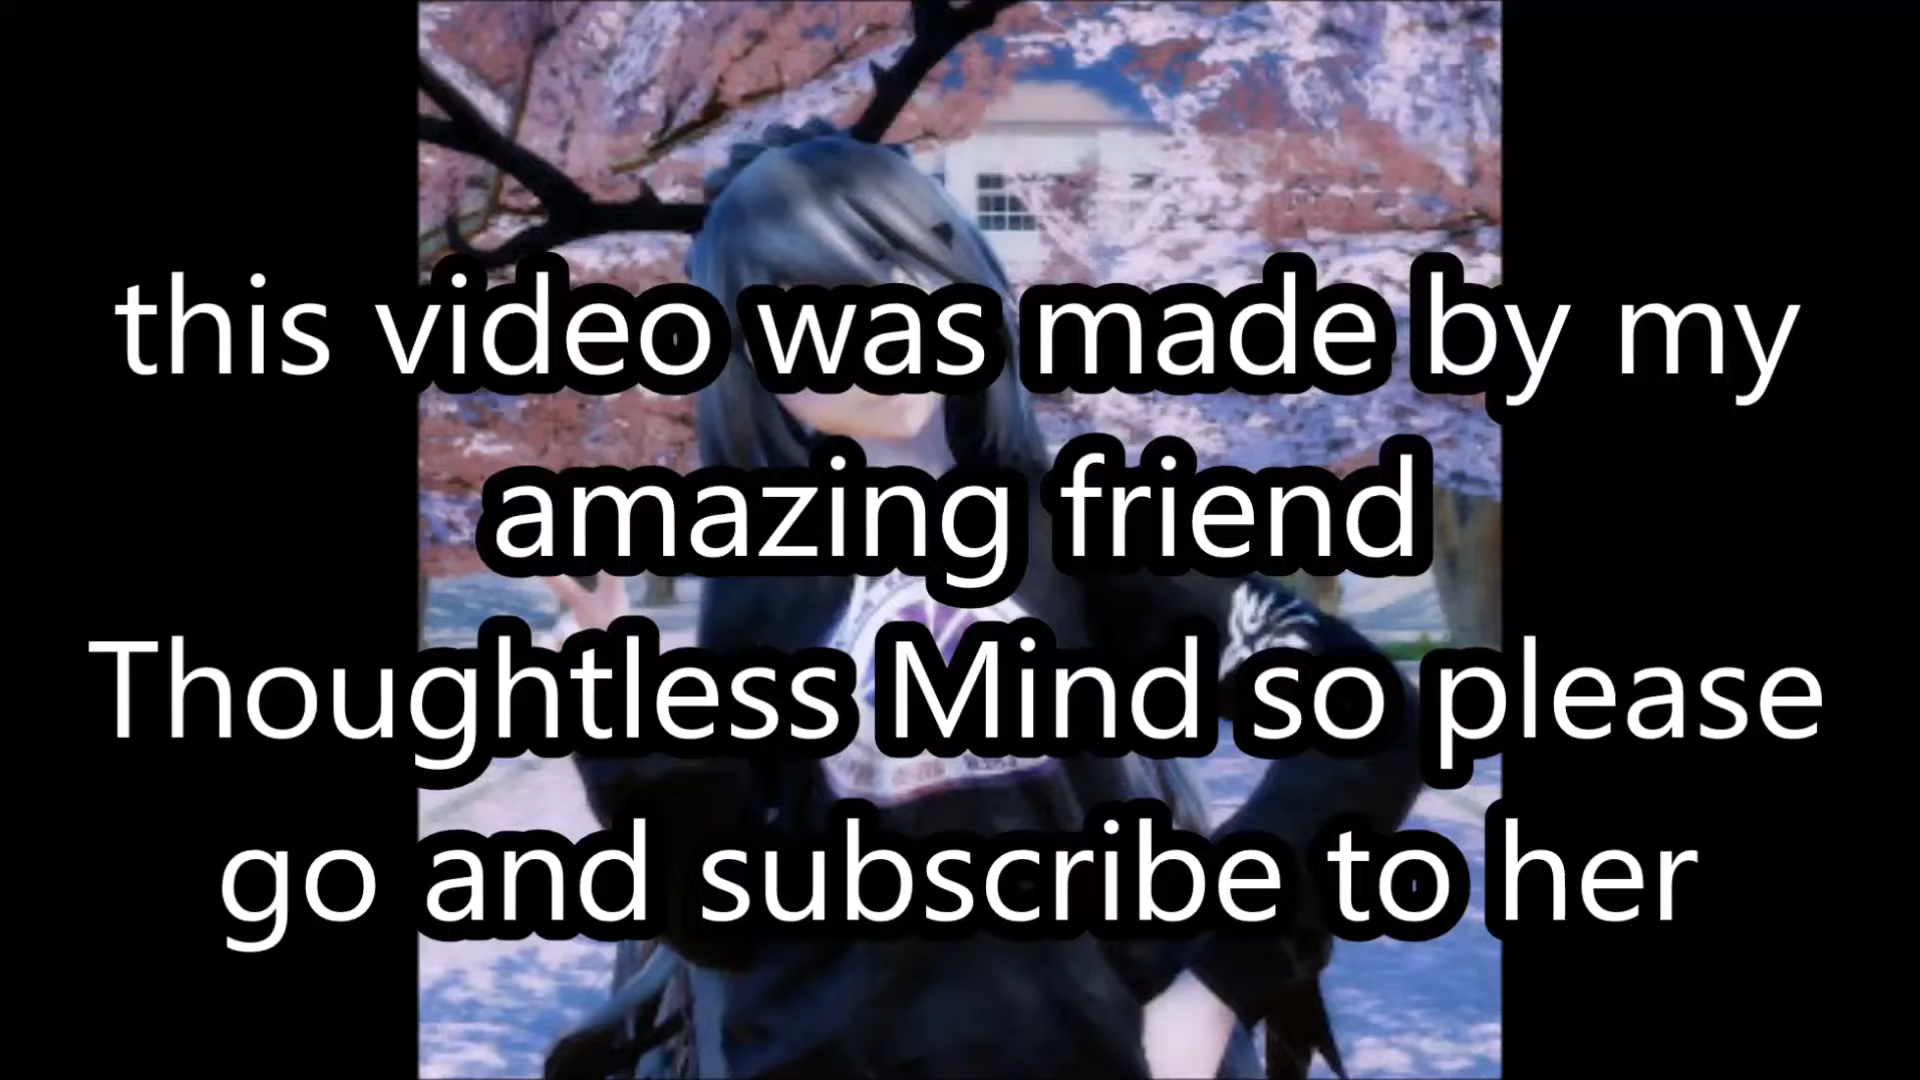 this video was made by my
amazing friend
Thoughtless Mind so please
go and subscribe to her